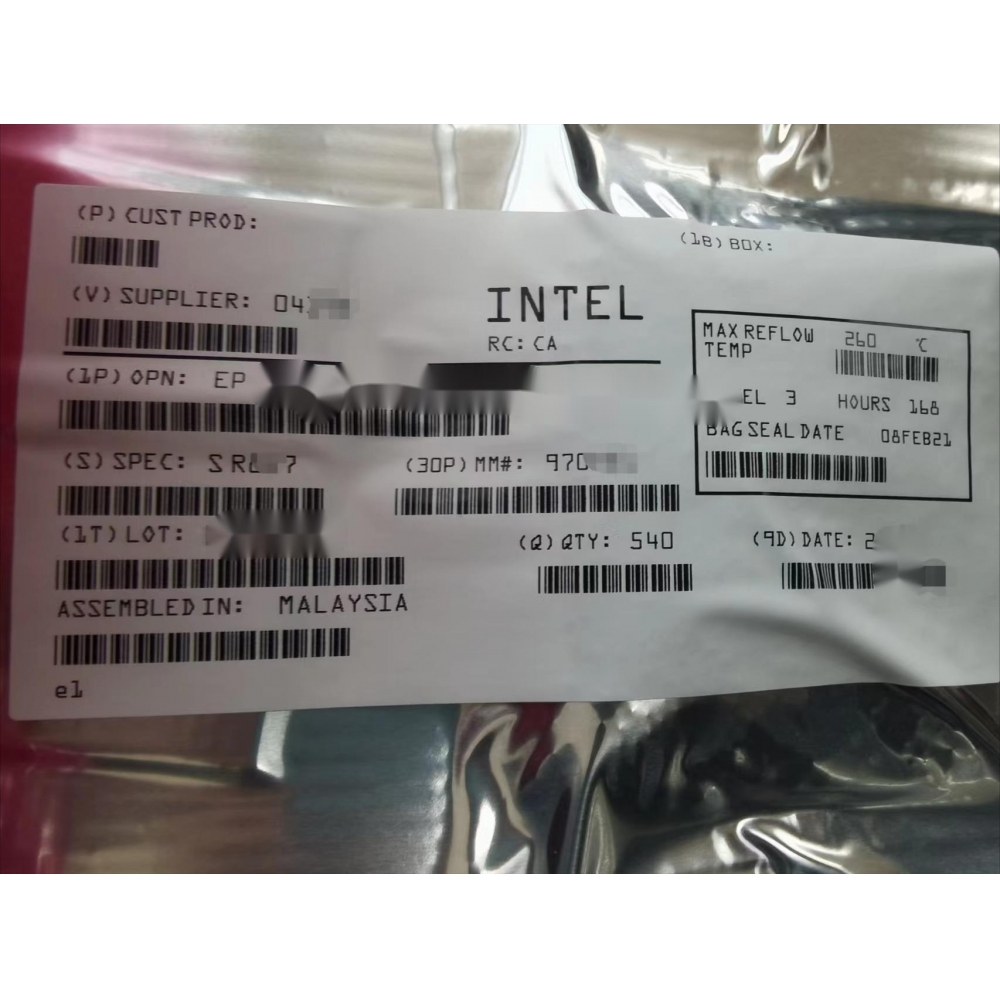 (P) CUST PROD:
(1B) BOX:
(V) SUPPLIER: 04
INTEL
RC: CA
MAX REFLOW 260 °C
TEMP
(1P) OPN: EP
EL 3 HOURS 168
BAG SEAL DATE 08FEB21
(S) SPEC: SR 7
(30P) MM#: 970
(1T) LOT:
(Q) QTY: 540
(9D) DATE: 2
ASSEMBLED IN: MALAYSIA
e1